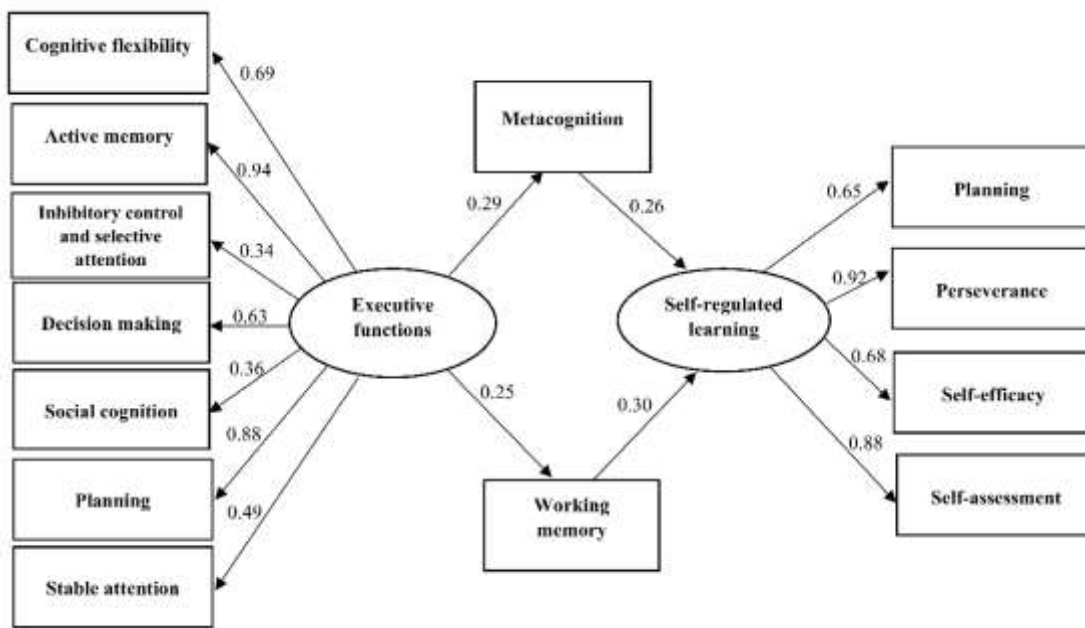 Cognitive flexibility
0.69
Active memory
0.94
Inhibitory control
and selective
attention
0.34
Decision making
0.63
Social cognition
0.36
Planning
0.88
Stable attention
0.49
Executive
functions
0.29
0.25
Metacognition
0.26
Working
memory
0.30
Self-regulated
learning
0.65
Planning
0.92
Perseverance
0.68
Self-efficacy
0.88
Self-assessment